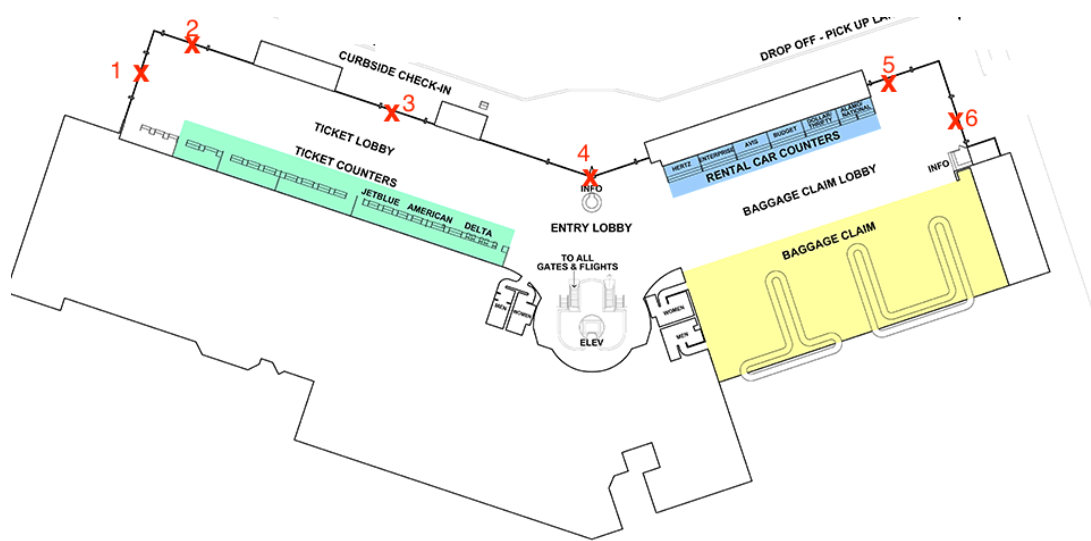 2
1
X
X
CURBSIDE CHECK-IN
DROP OFF - PICK UP
3
X
TICKET LOBBY
TICKET COUNTERS
JETBLUE AMERICAN DELTA
4
X
INFO
ENTRY LOBBY
TO ALL
GATES & FLIGHTS
ELEV
MEN
WOMEN
WOMEN
MEN
5
X
HERTZ
ENTERPRISE
AVIS
BUDGET
DOLLAR/
THRIFTY
ALAMO/
NATIONAL
RENTAL CAR COUNTERS
6
X
INFO
BAGGAGE CLAIM LOBBY
BAGGAGE CLAIM